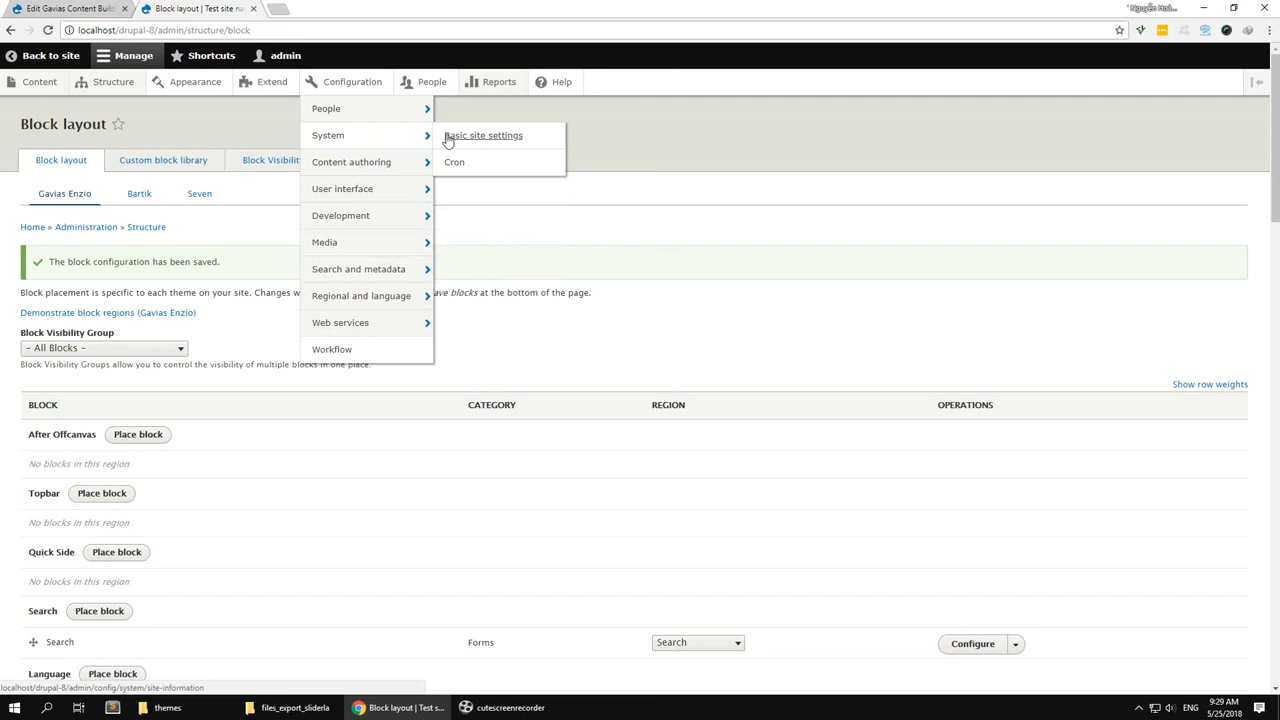 Edit Gavias Content Buil
Block layout | Test site na
localhost/drupal-8/admin/structure/block
Back to site
Manage
Shortcuts
admin
Content
Structure
Appearance
Extend
Configuration
People
Reports
Help
Block layout
People
System
Basic site settings
Content authoring
Cron
Block layout
Custom block library
Block Visibilit
User interface
Gavias Enzio
Bartik
Seven
Development
Home » Administration » Structure
Media
The block configuration has been saved.
Search and metadata
Block placement is specific to each theme on your site. Changes w
ave blocks at the bottom of the page.
Regional and language
Demonstrate block regions (Gavias Enzio)
Web services
Block Visibility Group
- All Blocks -
Workflow
Block Visibility Groups allow you to control the visibility of multiple blocks in one place.
Show row weights
BLOCK
CATEGORY
REGION
OPERATIONS
After Offcanvas
Place block
No blocks in this region
Topbar
Place block
No blocks in this region
Quick Side
Place block
No blocks in this region
Search
Place block
Search
Forms
Search
Configure
Language
Place block
localhost/drupal-8/admin/config/system/site-information
themes
files_export_sliderla
Block layout | Test s...
cutescreenrecorder
ENG
9:29 AM
5/25/2018